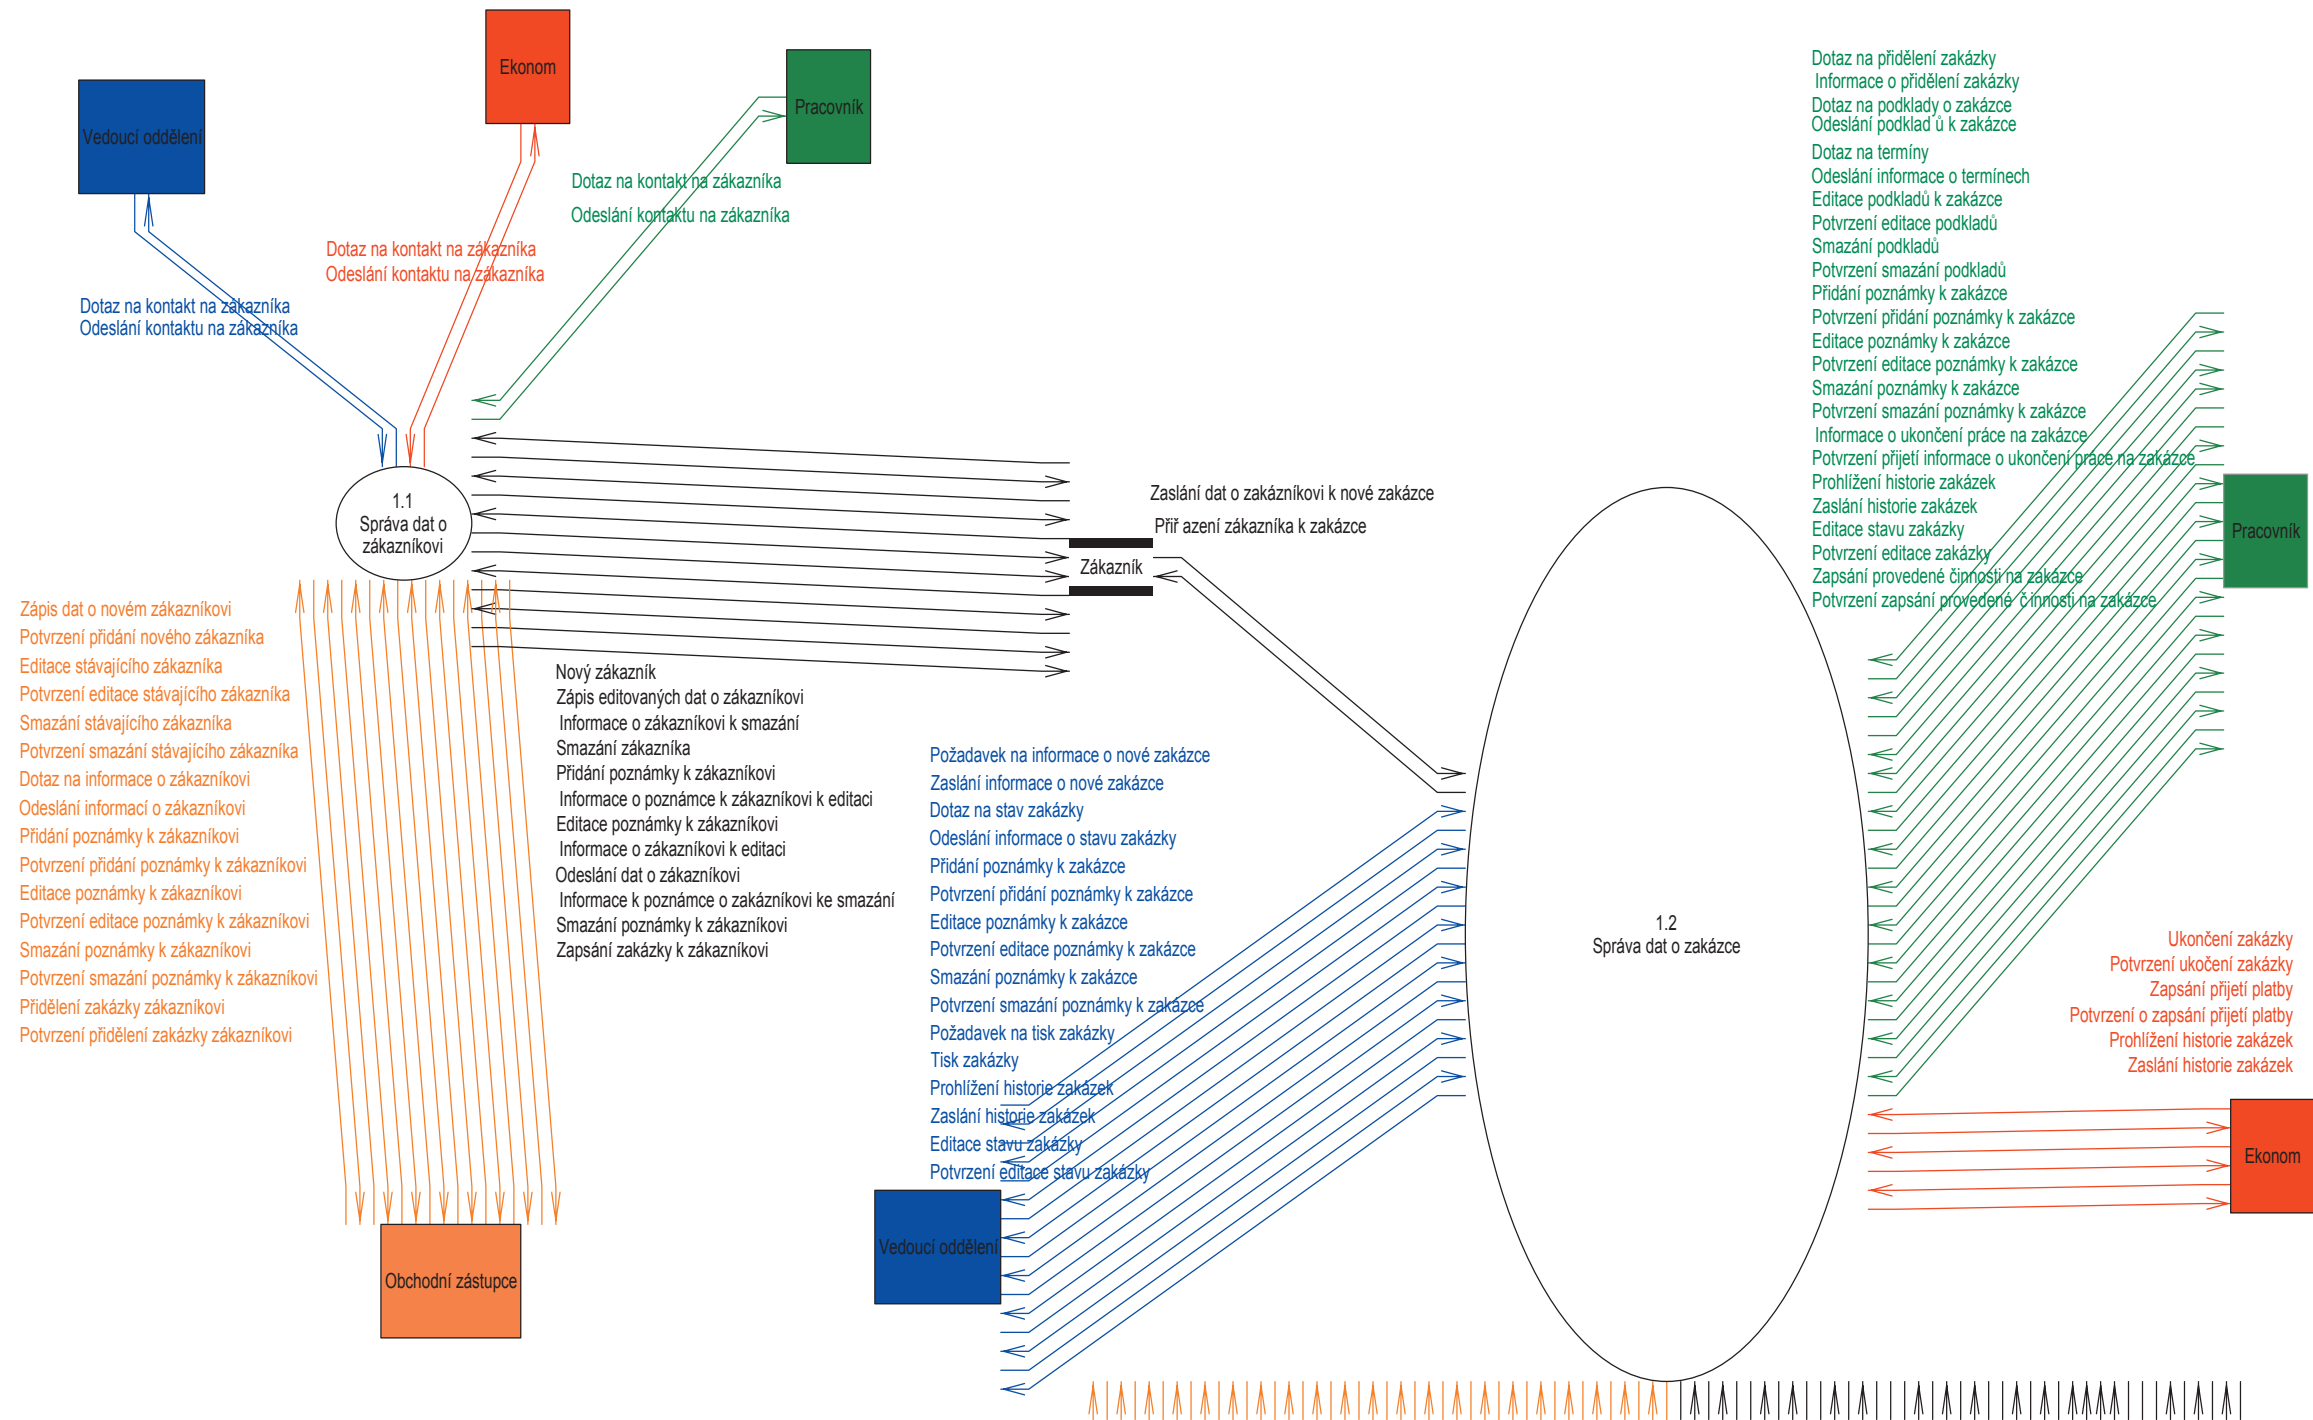 Ekonom
Pracovník
Vedoucí oddělení
Dotaz na kontakt na zákazníka
Odeslání kontaktu na zákazníka
Dotaz na kontakt na zákazníka
Odeslání kontaktu na zákazníka
Dotaz na kontakt na zákazníka
Odeslání kontaktu na zákazníka
1.1
Správa dat o
zákazníkovi
Zaslání dat o zakázníkovi k nové zakázce
Přiř azení zákazníka k zakázce
Zákazník
Zápis dat o novém zákazníkovi
Potvrzení přidání nového zákazníka
Editace stávajícího zákazníka
Potvrzení editace stávajícího zákazníka
Smazání stávajícího zákazníka
Potvrzení smazání stávajícího zákazníka
Dotaz na informace o zákazníkovi
Odeslání informací o zákazníkovi
Přidání poznámky k zákazníkovi
Potvrzení přidání poznámky k zákazníkovi
Editace poznámky k zákazníkovi
Potvrzení editace poznámky k zákazníkovi
Smazání poznámky k zákazníkovi
Potvrzení smazání poznámky k zákazníkovi
Přidělení zakázky zákazníkovi
Potvrzení přidělení zakázky zákazníkovi
Nový zákazník
Zápis editovaných dat o zákazníkovi
Informace o zákazníkovi k smazání
Smazání zákazníka
Přidání poznámky k zákazníkovi
Informace o poznámce k zákazníkovi k editaci
Editace poznámky k zákazníkovi
Informace o zákazníkovi k editaci
Odeslání dat o zákazníkovi
Informace k poznámce o zakázníkovi ke smazání
Smazání poznámky k zákazníkovi
Zapsání zakázky k zákazníkovi
Obchodní zástupce
Požadavek na informace o nové zakázce
Zaslání informace o nové zakázce
Dotaz na stav zakázky
Odeslání informace o stavu zakázky
Přidání poznámky k zakázce
Potvrzení přidání poznámky k zakázce
Editace poznámky k zakázce
Potvrzení editace poznámky k zakázce
Smazání poznámky k zakázce
Potvrzení smazání poznámky k zakázce
Požadavek na tisk zakázky
Tisk zakázky
Prohlížení historie zakázek
Zaslání historie zakázek
Editace stavu zakázky
Potvrzení editace stavu zakázky
Vedoucí oddělení
1.2
Správa dat o zakázce
Dotaz na přidělení zakázky
Informace o přidělení zakázky
Dotaz na podklady o zakázce
Odeslání podklad ů k zakázce
Dotaz na termíny
Odeslání informace o termínech
Editace podkladů k zakázce
Potvrzení editace podkladů
Smazání podkladů
Potvrzení smazání podkladů
Přidání poznámky k zakázce
Potvrzení přidání poznámky k zakázce
Editace poznámky k zakázce
Potvrzení editace poznámky k zakázce
Smazání poznámky k zakázce
Potvrzení smazání poznámky k zakázce
Informace o ukončení práce na zakázce
Potvrzení přijetí informace o ukončení práce na zakázce
Prohlížení historie zakázek
Zaslání historie zakázek
Editace stavu zakázky
Potvrzení editace zakázky
Zapsání provedené činnosti na zakázce
Potvrzení zapsání provedené č innosti na zakázce
Pracovník
Ukončení zakázky
Potvrzení ukočení zakázky
Zapsání přijetí platby
Potvrzení o zapsání přijetí platby
Prohlížení historie zakázek
Zaslání historie zakázek
Ekonom